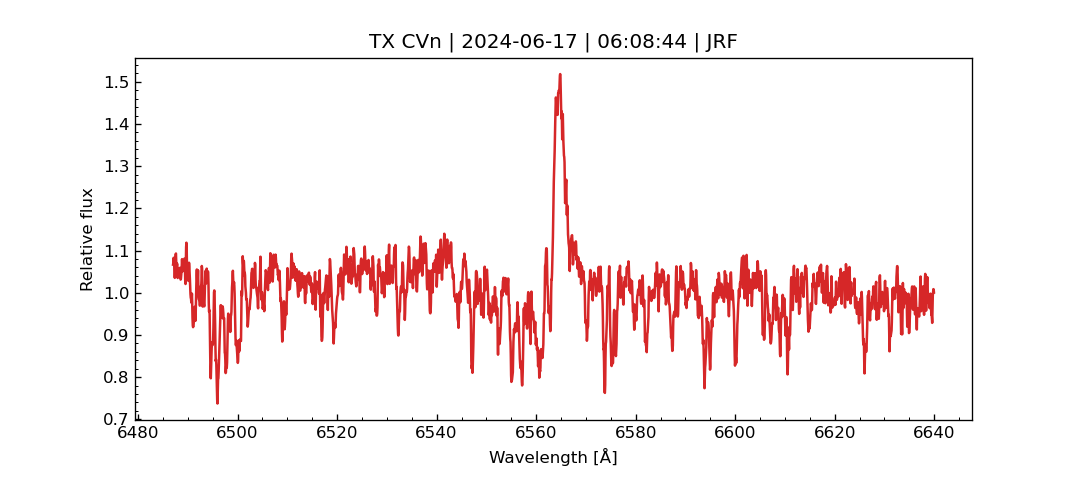 TX CVn | 2024-06-17 | 06:08:44 | JRF
Relative flux
1.5
1.4
1.3
1.2
1.1
1.0
0.9
0.8
0.7
6480 6500 6520 6540 6560 6580 6600 6620 6640
Wavelength [Å]